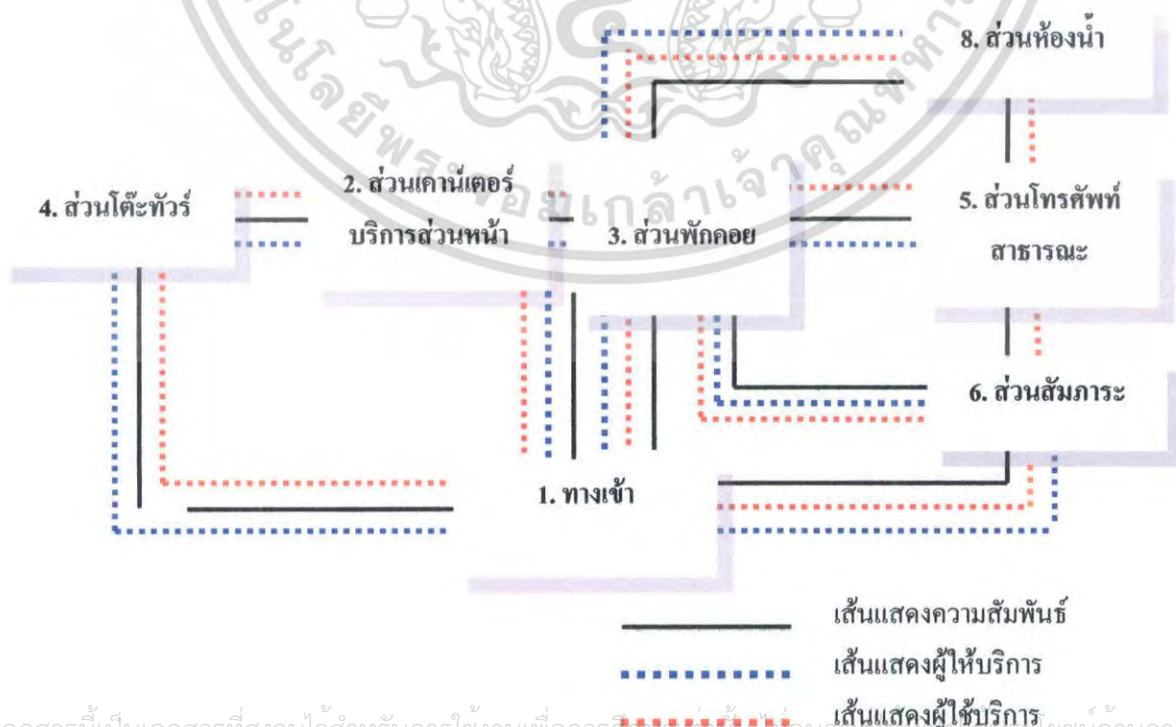 8. ส่วนห้องน้ำ
4. ส่วนโต๊ะทัวร์
2. ส่วนเคาน์เตอร์
บริการส่วนหน้า
3. ส่วนพักคอย
5. ส่วนโทรศัพท์
สาธารณะ
6. ส่วนสัมภาระ
1. ทางเข้า
เส้นแสดงความสัมพันธ์
เส้นแสดงผู้ให้บริการ
เส้นแสดงผู้ใช้บริการ